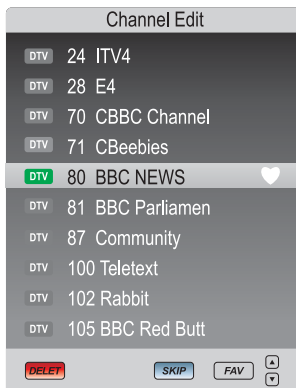 Channel Edit
DTV 24 ITV4
DTV 28 E4
DTV 70 CBBC Channel
DTV 71 CBeebies
DTV 80 BBC NEWS
DTV 81 BBC Parliamen
DTV 87 Community
DTV 100 Teletext
DTV 102 Rabbit
DTV 105 BBC Red Butt
DELET SKIP FAV